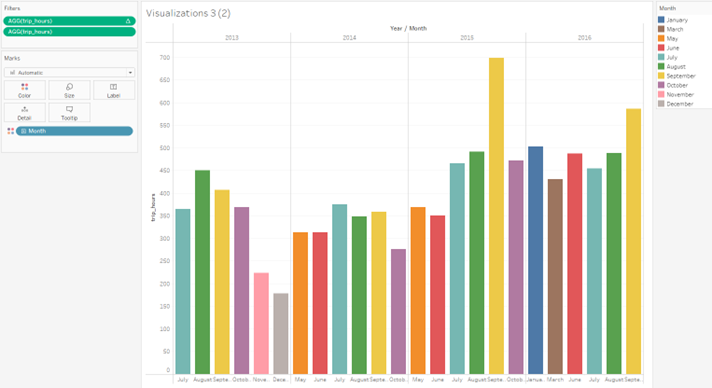 Filters
AGG(trip_hours)
AGG(trip_hours)
Marks
Automatic
Color
Size
Label
Detail
Tooltip
Month
Visualizations 3 (2)
Year / Month
2013
2014
2015
2016
trip_hours
700
650
600
550
500
450
400
350
300
250
200
150
100
50
0
July
August
Septe..
Octob..
Nove..
Dece..
May
June
July
August
Septe..
Octob..
May
June
July
August
Septe..
Octob..
Janua..
March
June
July
August
Septe..
Month
January
March
May
June
July
August
September
October
November
December